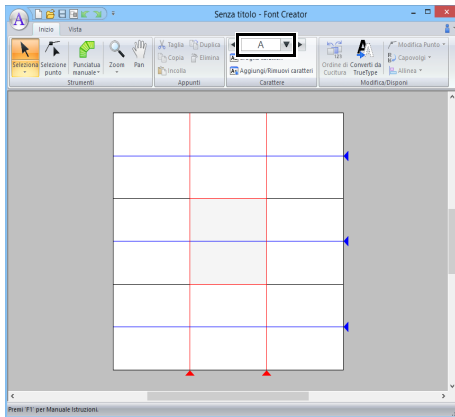 Senza titolo - Font Creator
Inizio Vista
Seleziona Selezione punto Punciatua manuale Zoom Pan
Taglia Duplica
Copia Elimina
Incolla
A
Aggiungi/Rimuovi caratteri
Ordine di Cucitura Converti da TrueType
Modifica Punto
Capovolgi
Allinea
Strumenti Appunti Carattere Modifica/Disponi
Premi 'F1' per Manuale Istruzioni.